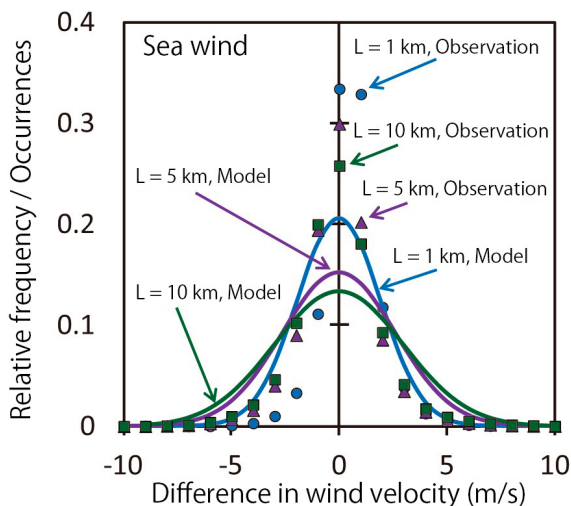 0.4
Sea wind
L = 1 km, Observation
0.3
L = 10 km, Observation
L = 5 km, Model
L = 5 km, Observation
0.2
L = 1 km, Model
L = 10 km, Model
0.1
0
-10
-5
0
5
10
Difference in wind velocity (m/s)
Relative frequency / Occurrences